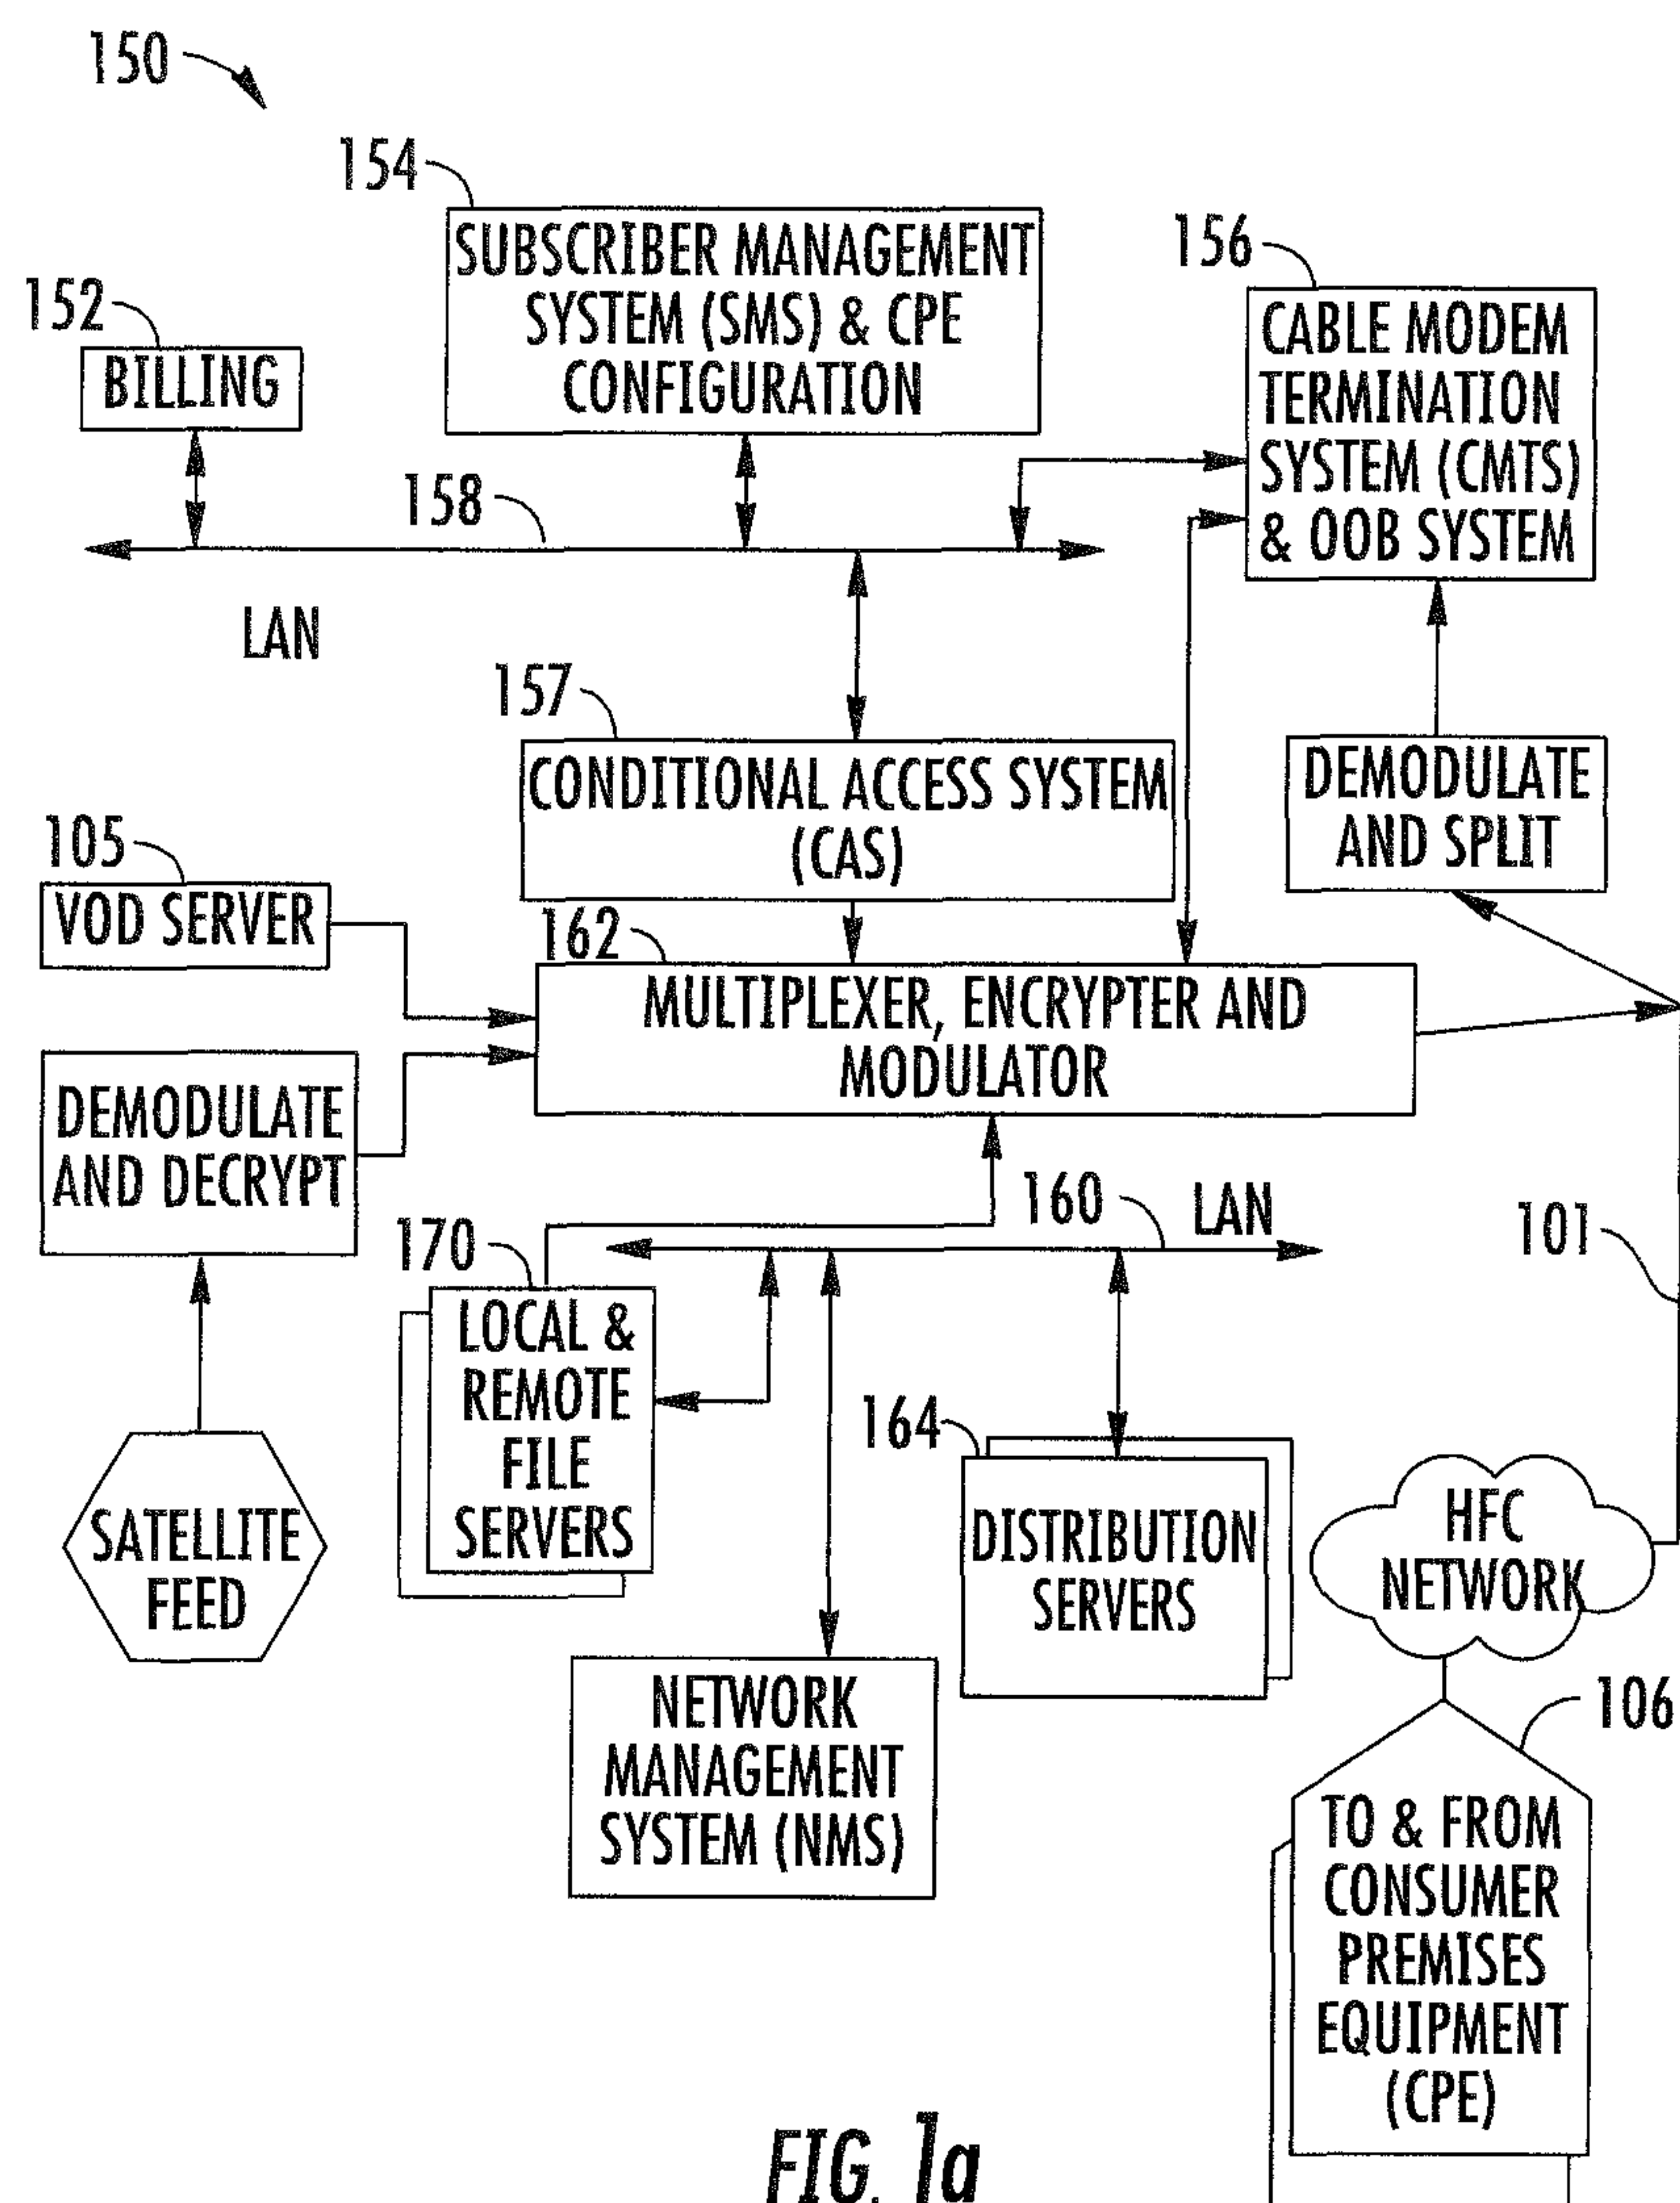 150
154
SUBSCRIBER MANAGEMENT
SYSTEM (SMS) & CPE
CONFIGURATION
156
CABLE MODEM
TERMINATION
SYSTEM (CMTS)
& OOB SYSTEM
152
BILLING
158
LAN
157
CONDITIONAL ACCESS SYSTEM
(CAS)
DEMODULATE
AND SPLIT
105
VOD SERVER
162
MULTIPLEXER, ENCRYPTER AND
MODULATOR
DEMODULATE
AND DECRYPT
160
LAN
101
170
LOCAL &
REMOTE
FILE
SERVERS
164
DISTRIBUTION
SERVERS
SATELLITE
FEED
HFC
NETWORK
NETWORK
MANAGEMENT
SYSTEM (NMS)
106
TO & FROM
CONSUMER
PREMISES
EQUIPMENT
(CPE)
FIG. 1a